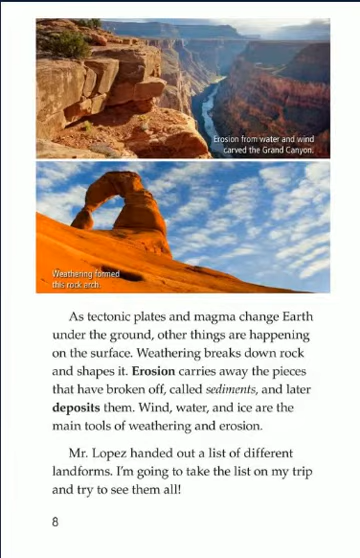 Erosion from water and wind
carved the Grand Canyon.
Weathering formed
this rock arch.
As tectonic plates and magma change Earth
under the ground, other things are happening
on the surface. Weathering breaks down rock
and shapes it. Erosion carries away the pieces
that have broken off, called sediments, and later
deposits them. Wind, water, and ice are the
main tools of weathering and erosion.
Mr. Lopez handed out a list of different
landforms. I'm going to take the list on my trip
and try to see them all!
8